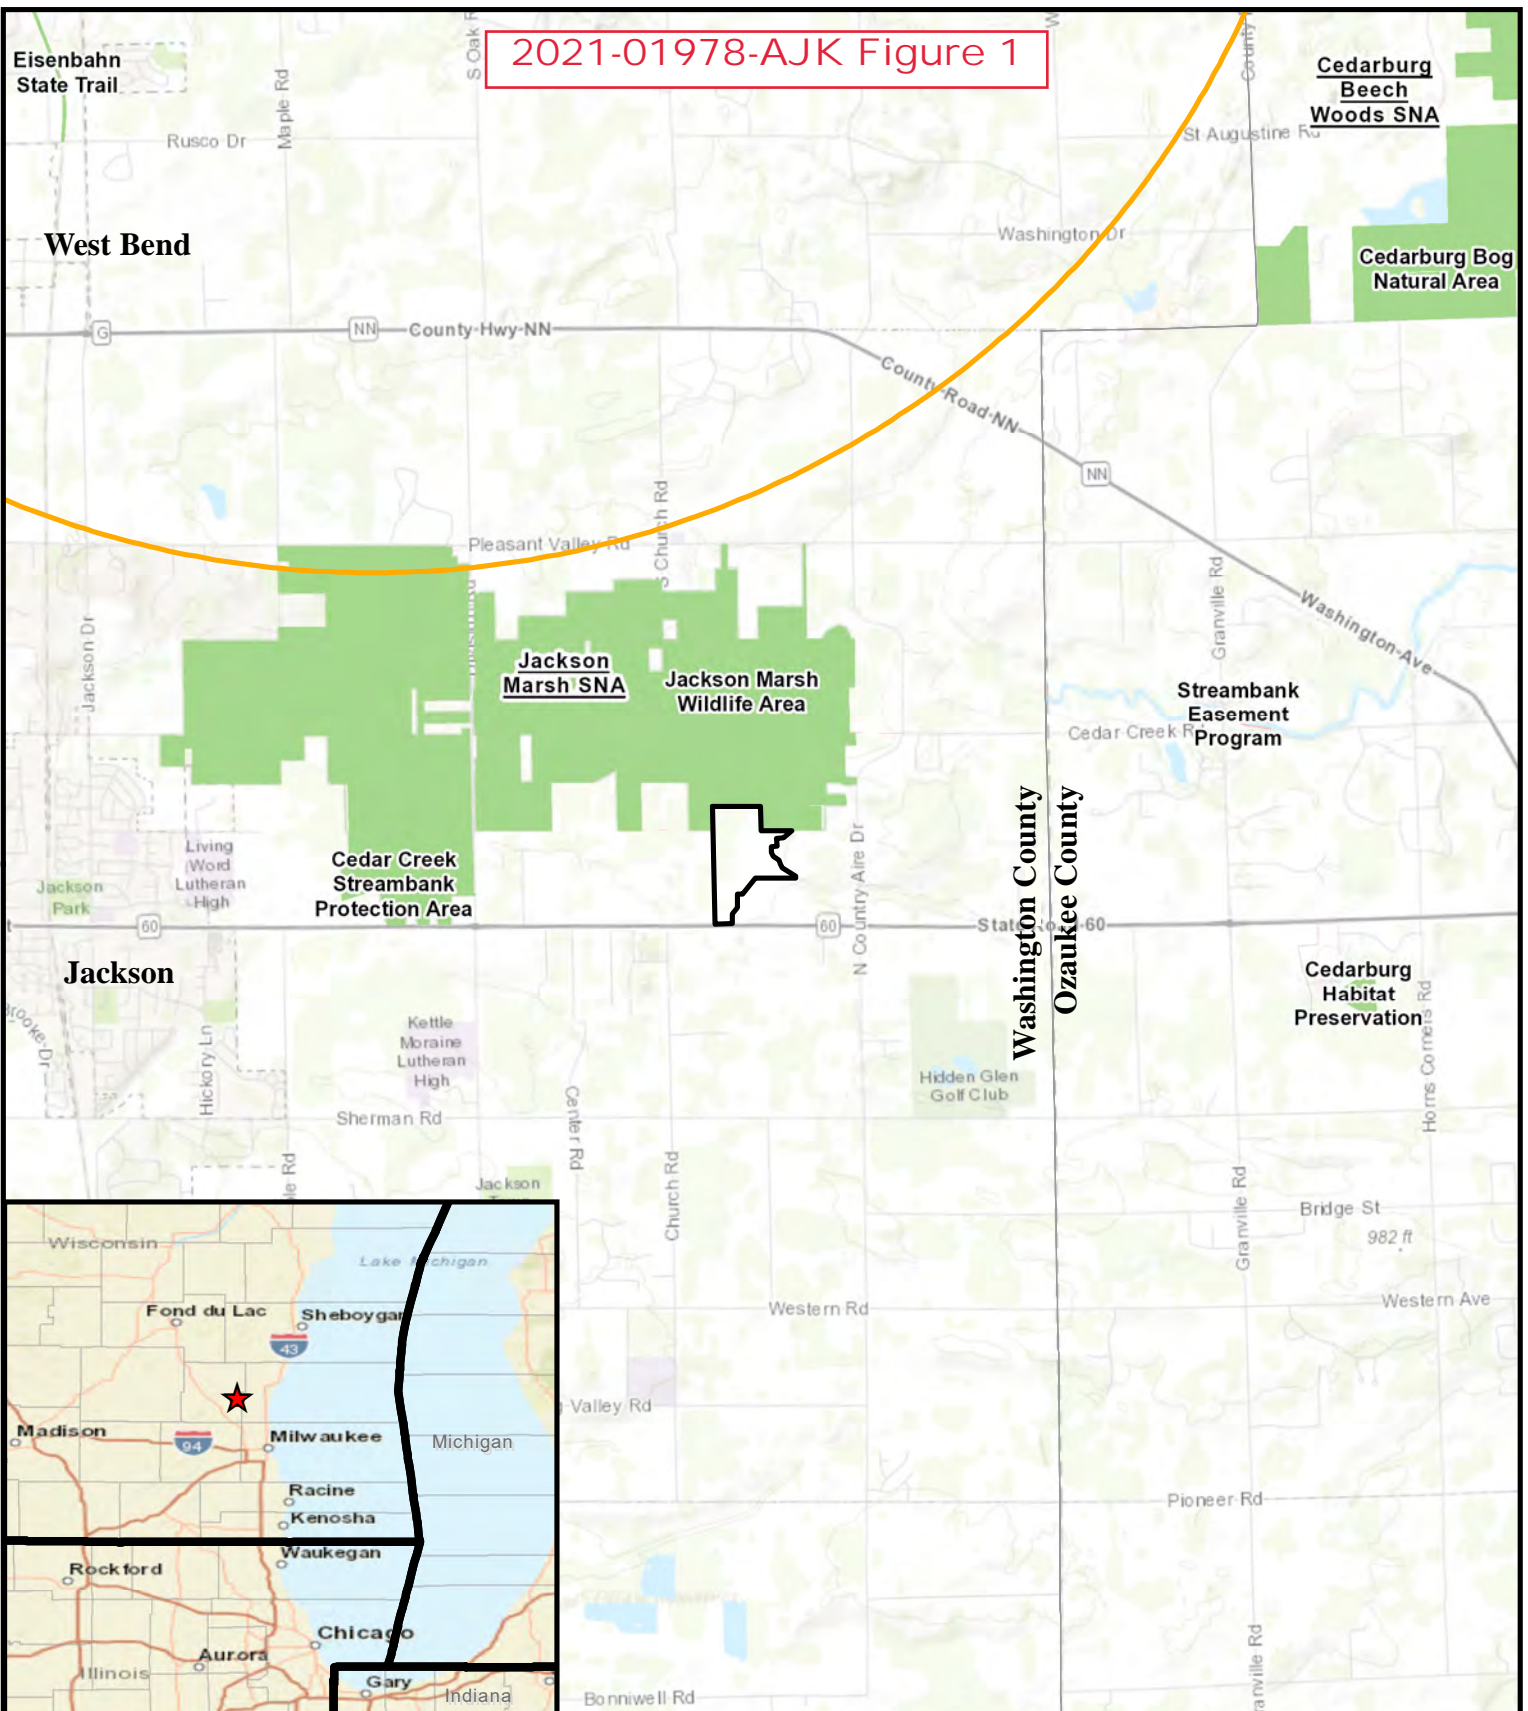 2021-01978-AJK Figure 1
Eisenbahn
State Trail
Maple Rd
S Oak R
County
Cedarburg
Beech
Woods SNA
Rusco Dr
St Augustine Rd
West Bend
Washington Dr
Cedarburg Bog
Natural Area
G
NN
County-Hwy-NN
County-Road-NN
NN
S Church Rd
Pleasant Valley Rd
Granville Rd
Washington-Ave
Jackson Dr
Jackson
Marsh SNA
Jackson Marsh
Wildlife Area
Streambank
Easement
Program
Cedar Creek R
Living
Word
Lutheran
High
Jackson
Park
Cedar Creek
Streambank
Protection Area
N Country Aire Dr
Washington County
Ozaukee County
60
60
State Road 60
Jackson
Cedarburg
Habitat
Preservation
Horns Corners Rd
Hickory Ln
Kettle
Moraine
Lutheran
High
Hidden Glen
Golf Club
Sherman Rd
Center Rd
Church Rd
Jackson
Granville Rd
Bridge St
982 ft
Western Rd
Western Ave
Valley Rd
Pioneer Rd
Bonniwell Rd
Wisconsin
Lake Michigan
Fond du Lac
Sheboygan
43
Madison
94
Milwaukee
Michigan
Racine
Kenosha
Waukegan
Rockford
Chicago
Aurora
Illinois
Gary
Indiana